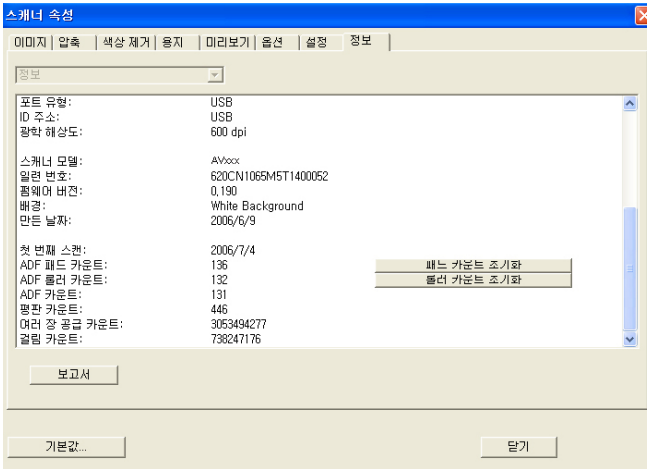 스캐너 속성
이미지 압축 색상 제거 용지 미리보기 옵션 설정 정보
정보
포트 유형: USB
ID 주소: USB
광학 해상도: 600 dpi
스캐너 모델: AVxxx
일련 번호: 620CN1065M5T1400052
펌웨어 버전: 0,190
배경: White Background
만든 날짜: 2006/6/9
첫 번째 스캔: 2006/7/4
ADF 패드 카운트: 136 패드 카운트 초기화
ADF 롤러 카운트: 132 롤러 카운트 초기화
ADF 카운트: 131
평판 카운트: 446
여러 장 공급 카운트: 3053494277
걸림 카운트: 738247176
보고서
기본값... 닫기